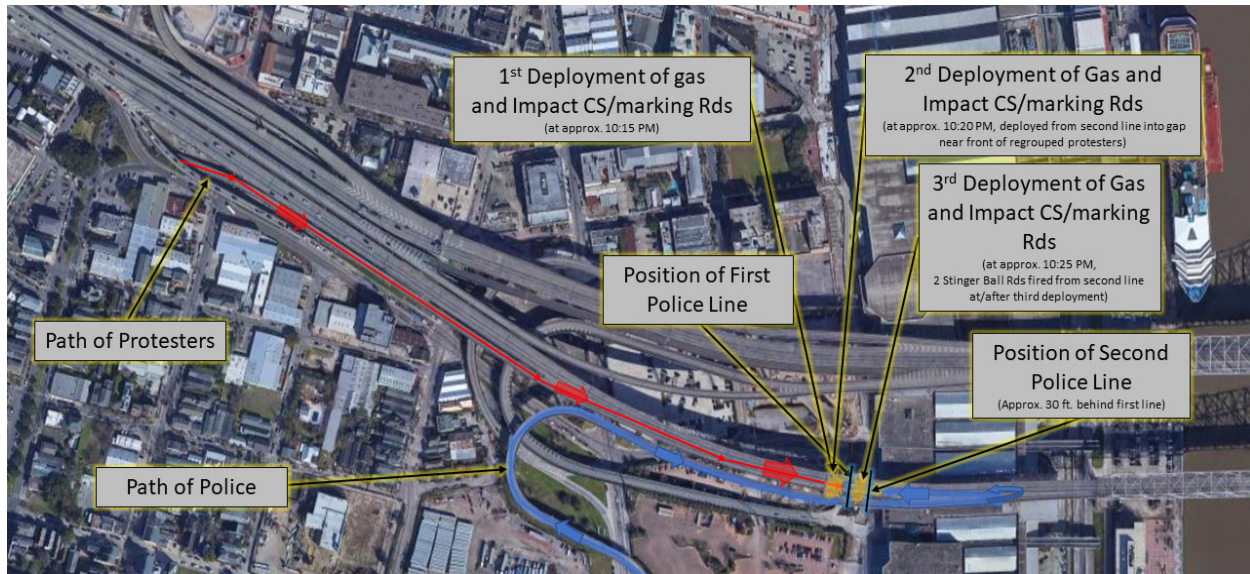 1st Deployment of gas
and Impact CS/marking Rds
(at approx. 10:15 PM)
2nd Deployment of Gas and
Impact CS/marking Rds
(at approx. 10:20 PM, deployed from second line into gap
near front of regrouped protesters)
3rd Deployment of Gas
and Impact CS/marking
Rds
(at approx. 10:25 PM,
2 Stinger Ball Rds fired from second line
at/after third deployment)
Position of First
Police Line
Path of Protesters
Position of Second
Police Line
(Approx. 30 ft. behind first line)
Path of Police